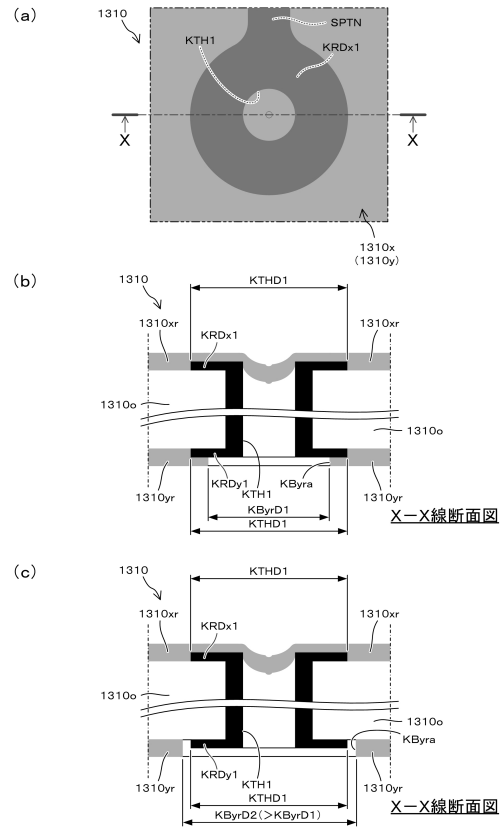 (a)
1310
SPTN
KTH1
KRDx1
X
X
1310x
(1310y)
(b)
1310
KTHD1
1310xr
1310xr
KRDx1
1310o
1310o
KRDy1
KTH1
KByra
1310yr
1310yr
KByrD1
KTHD1
X－X線断面図
(c)
1310
KTHD1
1310xr
1310xr
KRDx1
1310o
1310o
KByra
KRDy1
KTH1
1310yr
1310yr
KTHD1
KByrD2(>KByrD1)
X－X線断面図